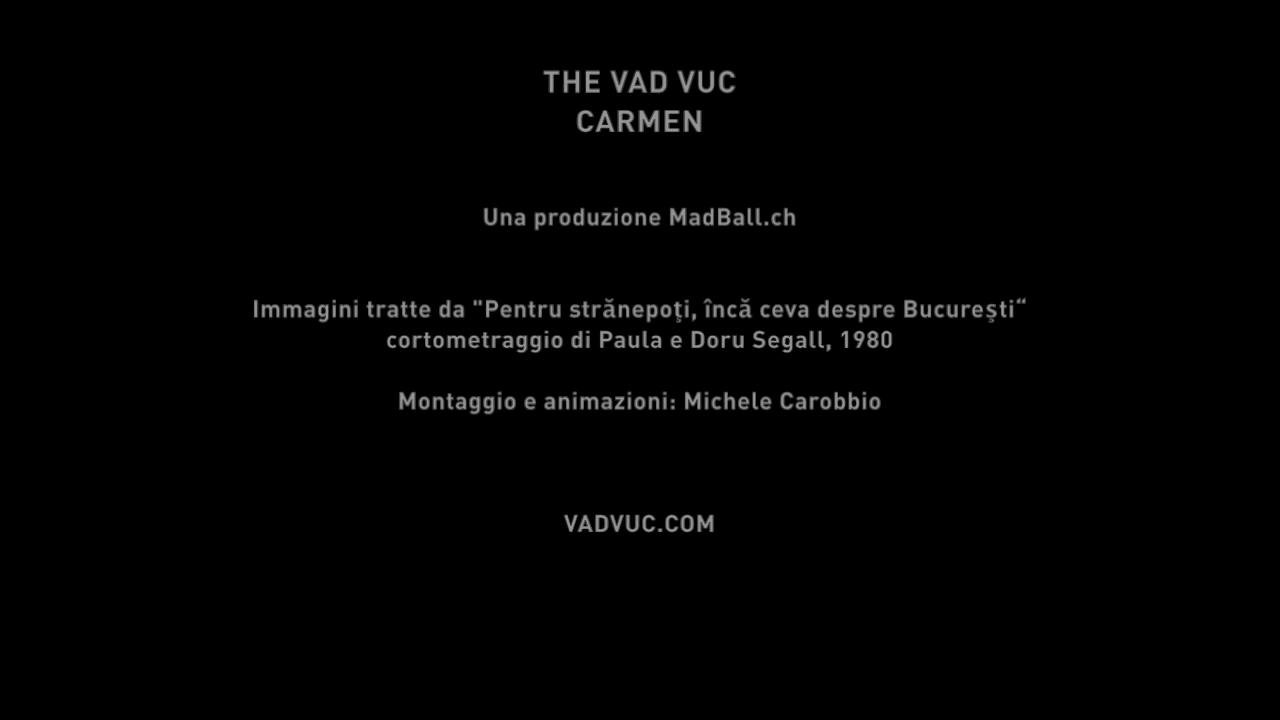 THE VAD VUC
CARMEN
Una produzione MadBall.ch
Immagini tratte da "Pentru strănepoţi, încă ceva despre Bucureşti“
cortometraggio di Paula e Doru Segall, 1980
Montaggio e animazioni: Michele Carobbio
VADVUC.COM